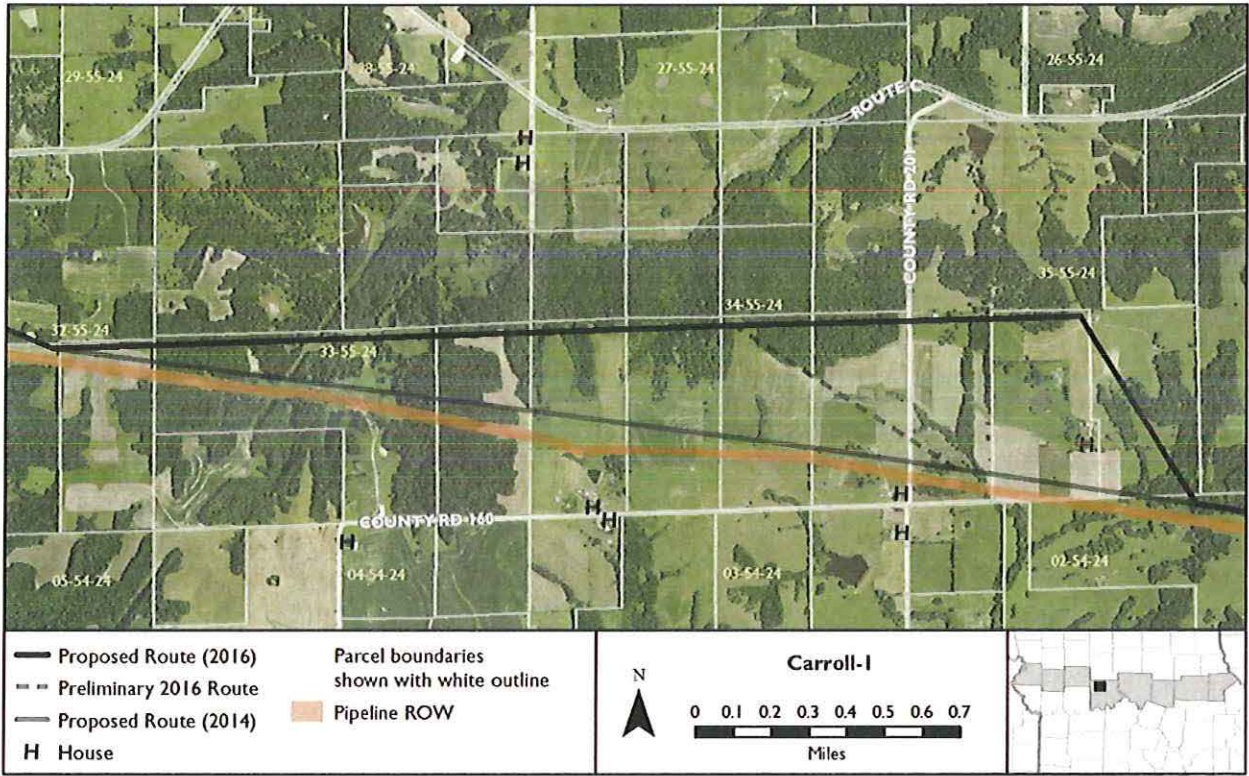 29-55-24
28-55-24
27-55-24
26-55-24
ROUTE C
COUNTY RD 201
35-55-24
34-55-24
32-55-24
33-55-24
H
H
H
H
H
H
COUNTY RD 160
H
H
H
05-54-24
04-54-24
03-54-24
02-54-24
Proposed Route (2016)
Preliminary 2016 Route
Proposed Route (2014)
H House
Parcel boundaries
shown with white outline
Pipeline ROW
N
Carroll-1
0 0.1 0.2 0.3 0.4 0.5 0.6 0.7
Miles